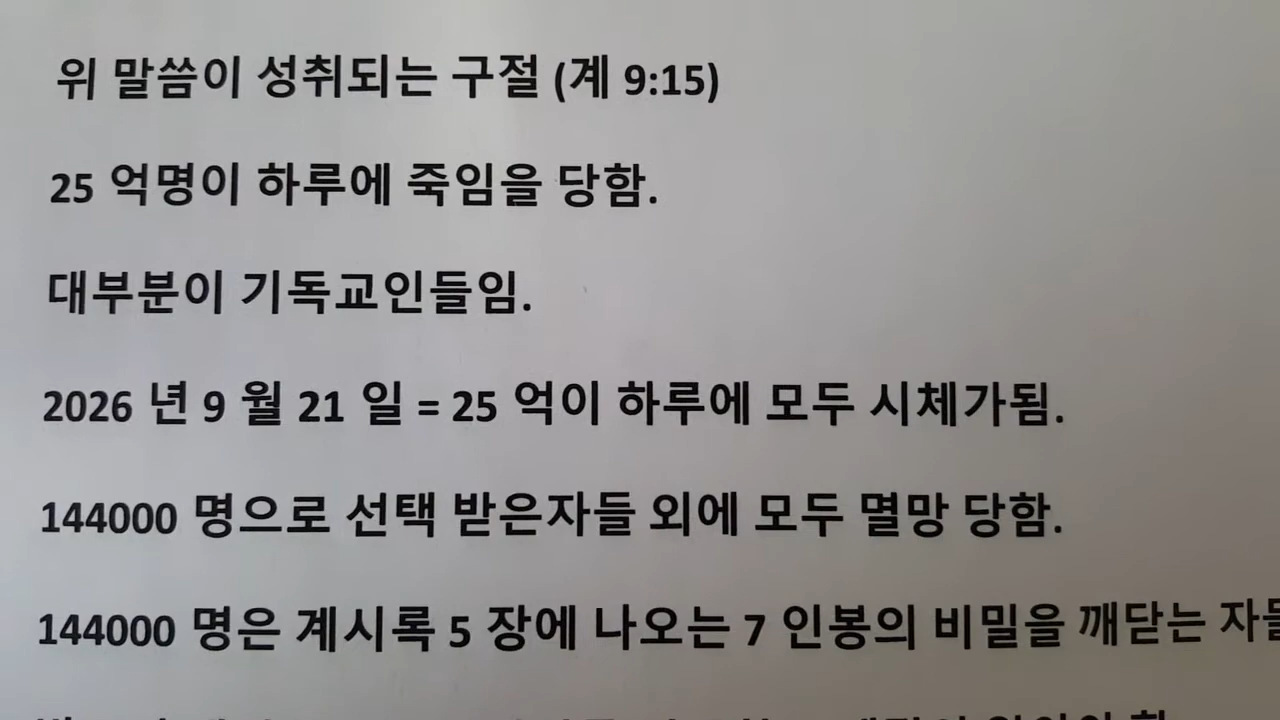 위 말씀이 성취되는 구절 (계 9:15)
25 억명이 하루에 죽임을 당함.
대부분이 기독교인들임.
2026 년 9 월 21 일 = 25 억이 하루에 모두 시체가됨.
144000 명으로 선택 받은자들 외에 모두 멸망 당함.
144000 명은 계시록 5 장에 나오는 7 인봉의 비밀을 깨닫는